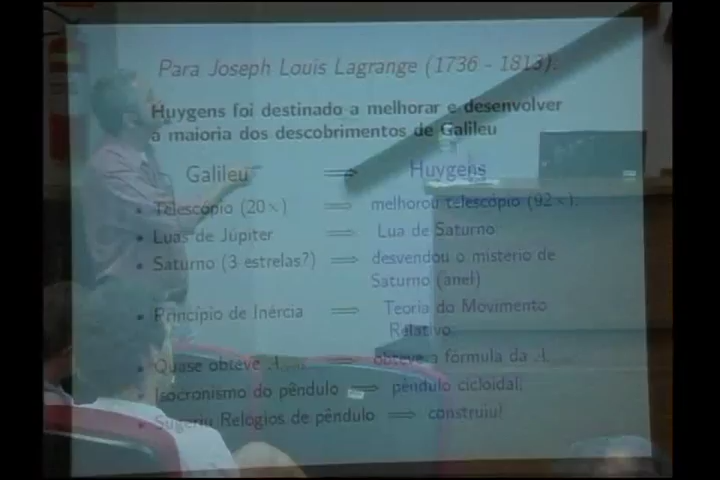 Para Joseph Louis Lagrange (1736 - 1813):
Huygens foi destinado a melhorar e desenvolver
a maioria dos descobrimentos de Galileu
Galileu ⟹ Huygens
• Telescópio (20×) ⟹ melhorou telescópio (92×).
• Luas de Júpiter ⟹ Lua de Saturno
• Saturno (3 estrelas?) ⟹ desvendou o mistério de
Saturno (anel)
• Princípio de Inércia ⟹ Teoria do Movimento
Relativo
• Quase obteve ⟹ obteve a fórmula da
• Isocronismo do pêndulo ⟹ pêndulo cicloidal.
• Sugeriu Relógios de pêndulo ⟹ construiu!